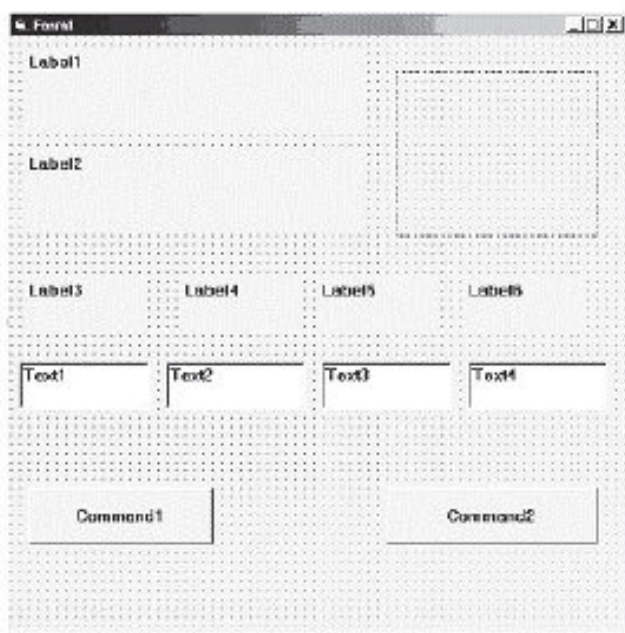 Form1
Label1
Label2
Label3 Label4 Label5 Label6
Text1 Text2 Text3 Text4
Command1 Command2